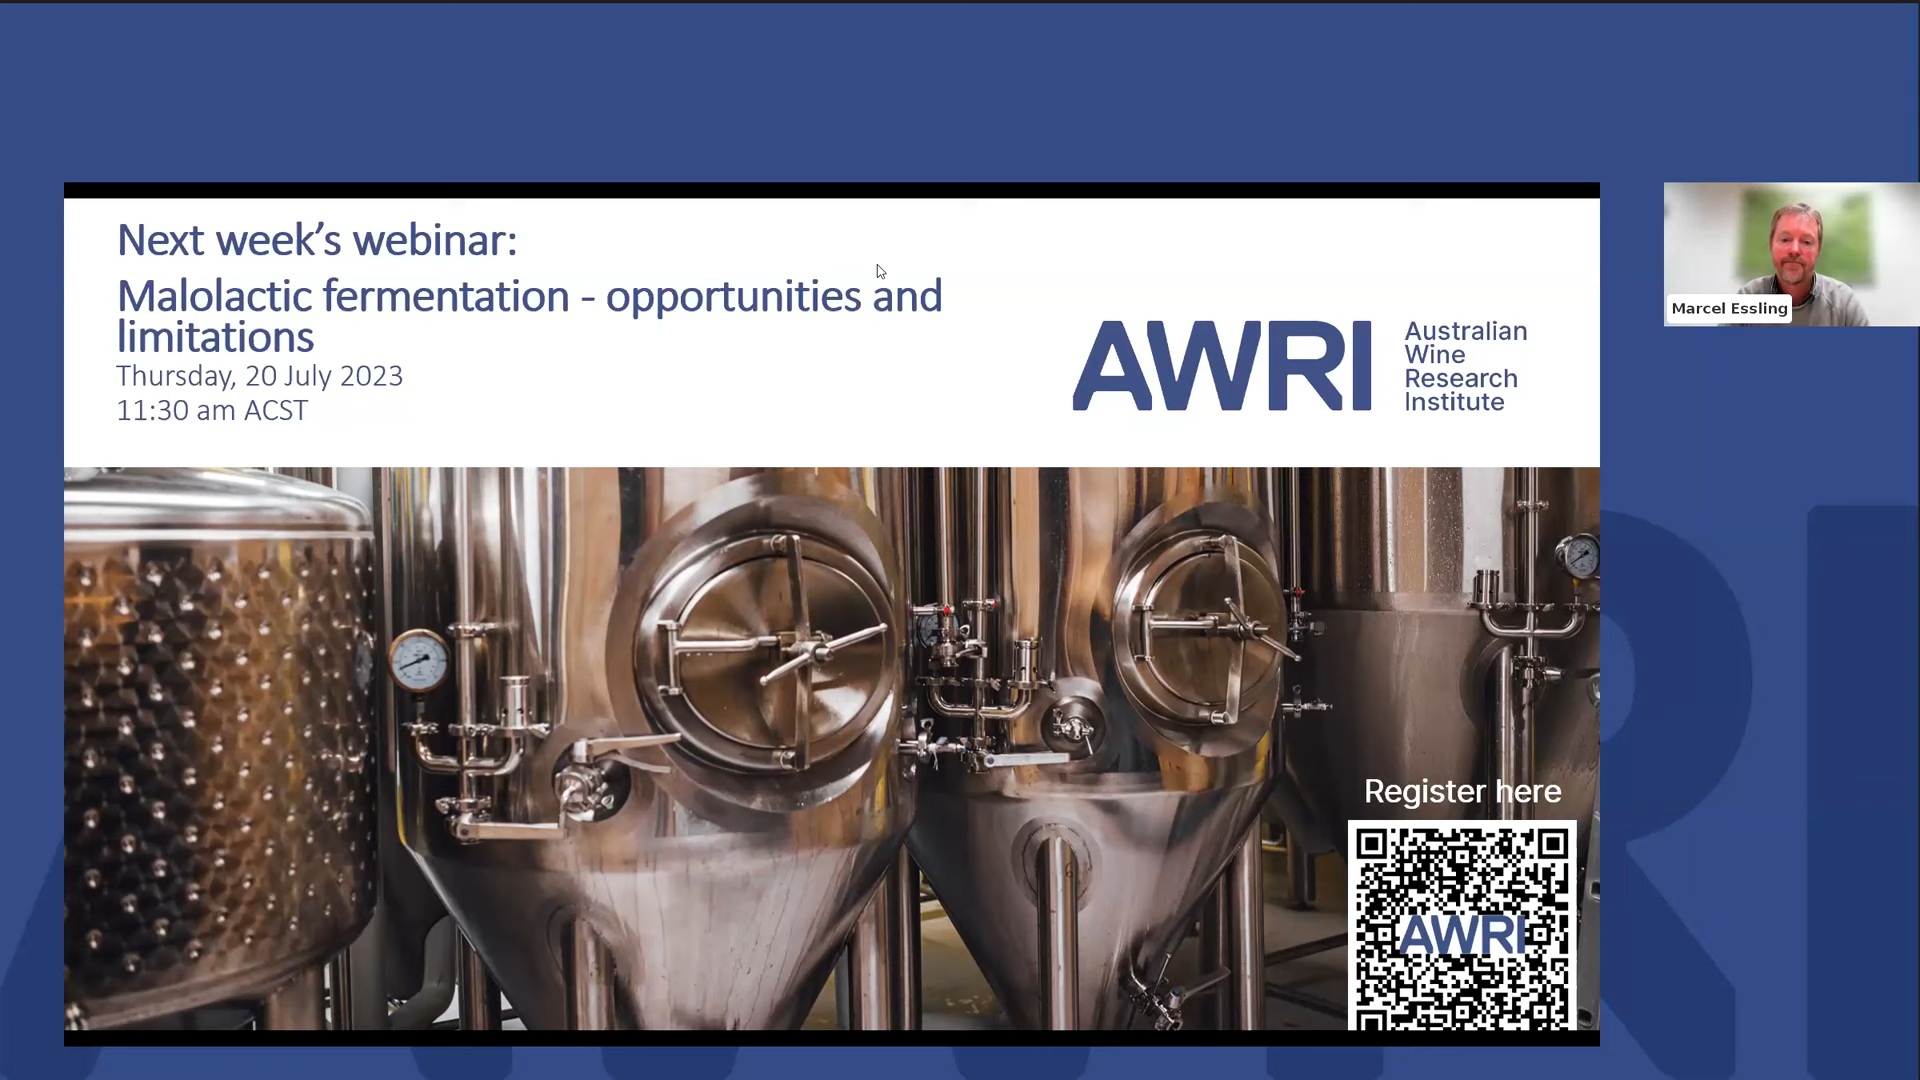 Next week’s webinar:
Malolactic fermentation - opportunities and
limitations
Thursday, 20 July 2023
11:30 am ACST
AWRI
Australian
Wine
Research
Institute
Marcel Essling
Register here
AWRI